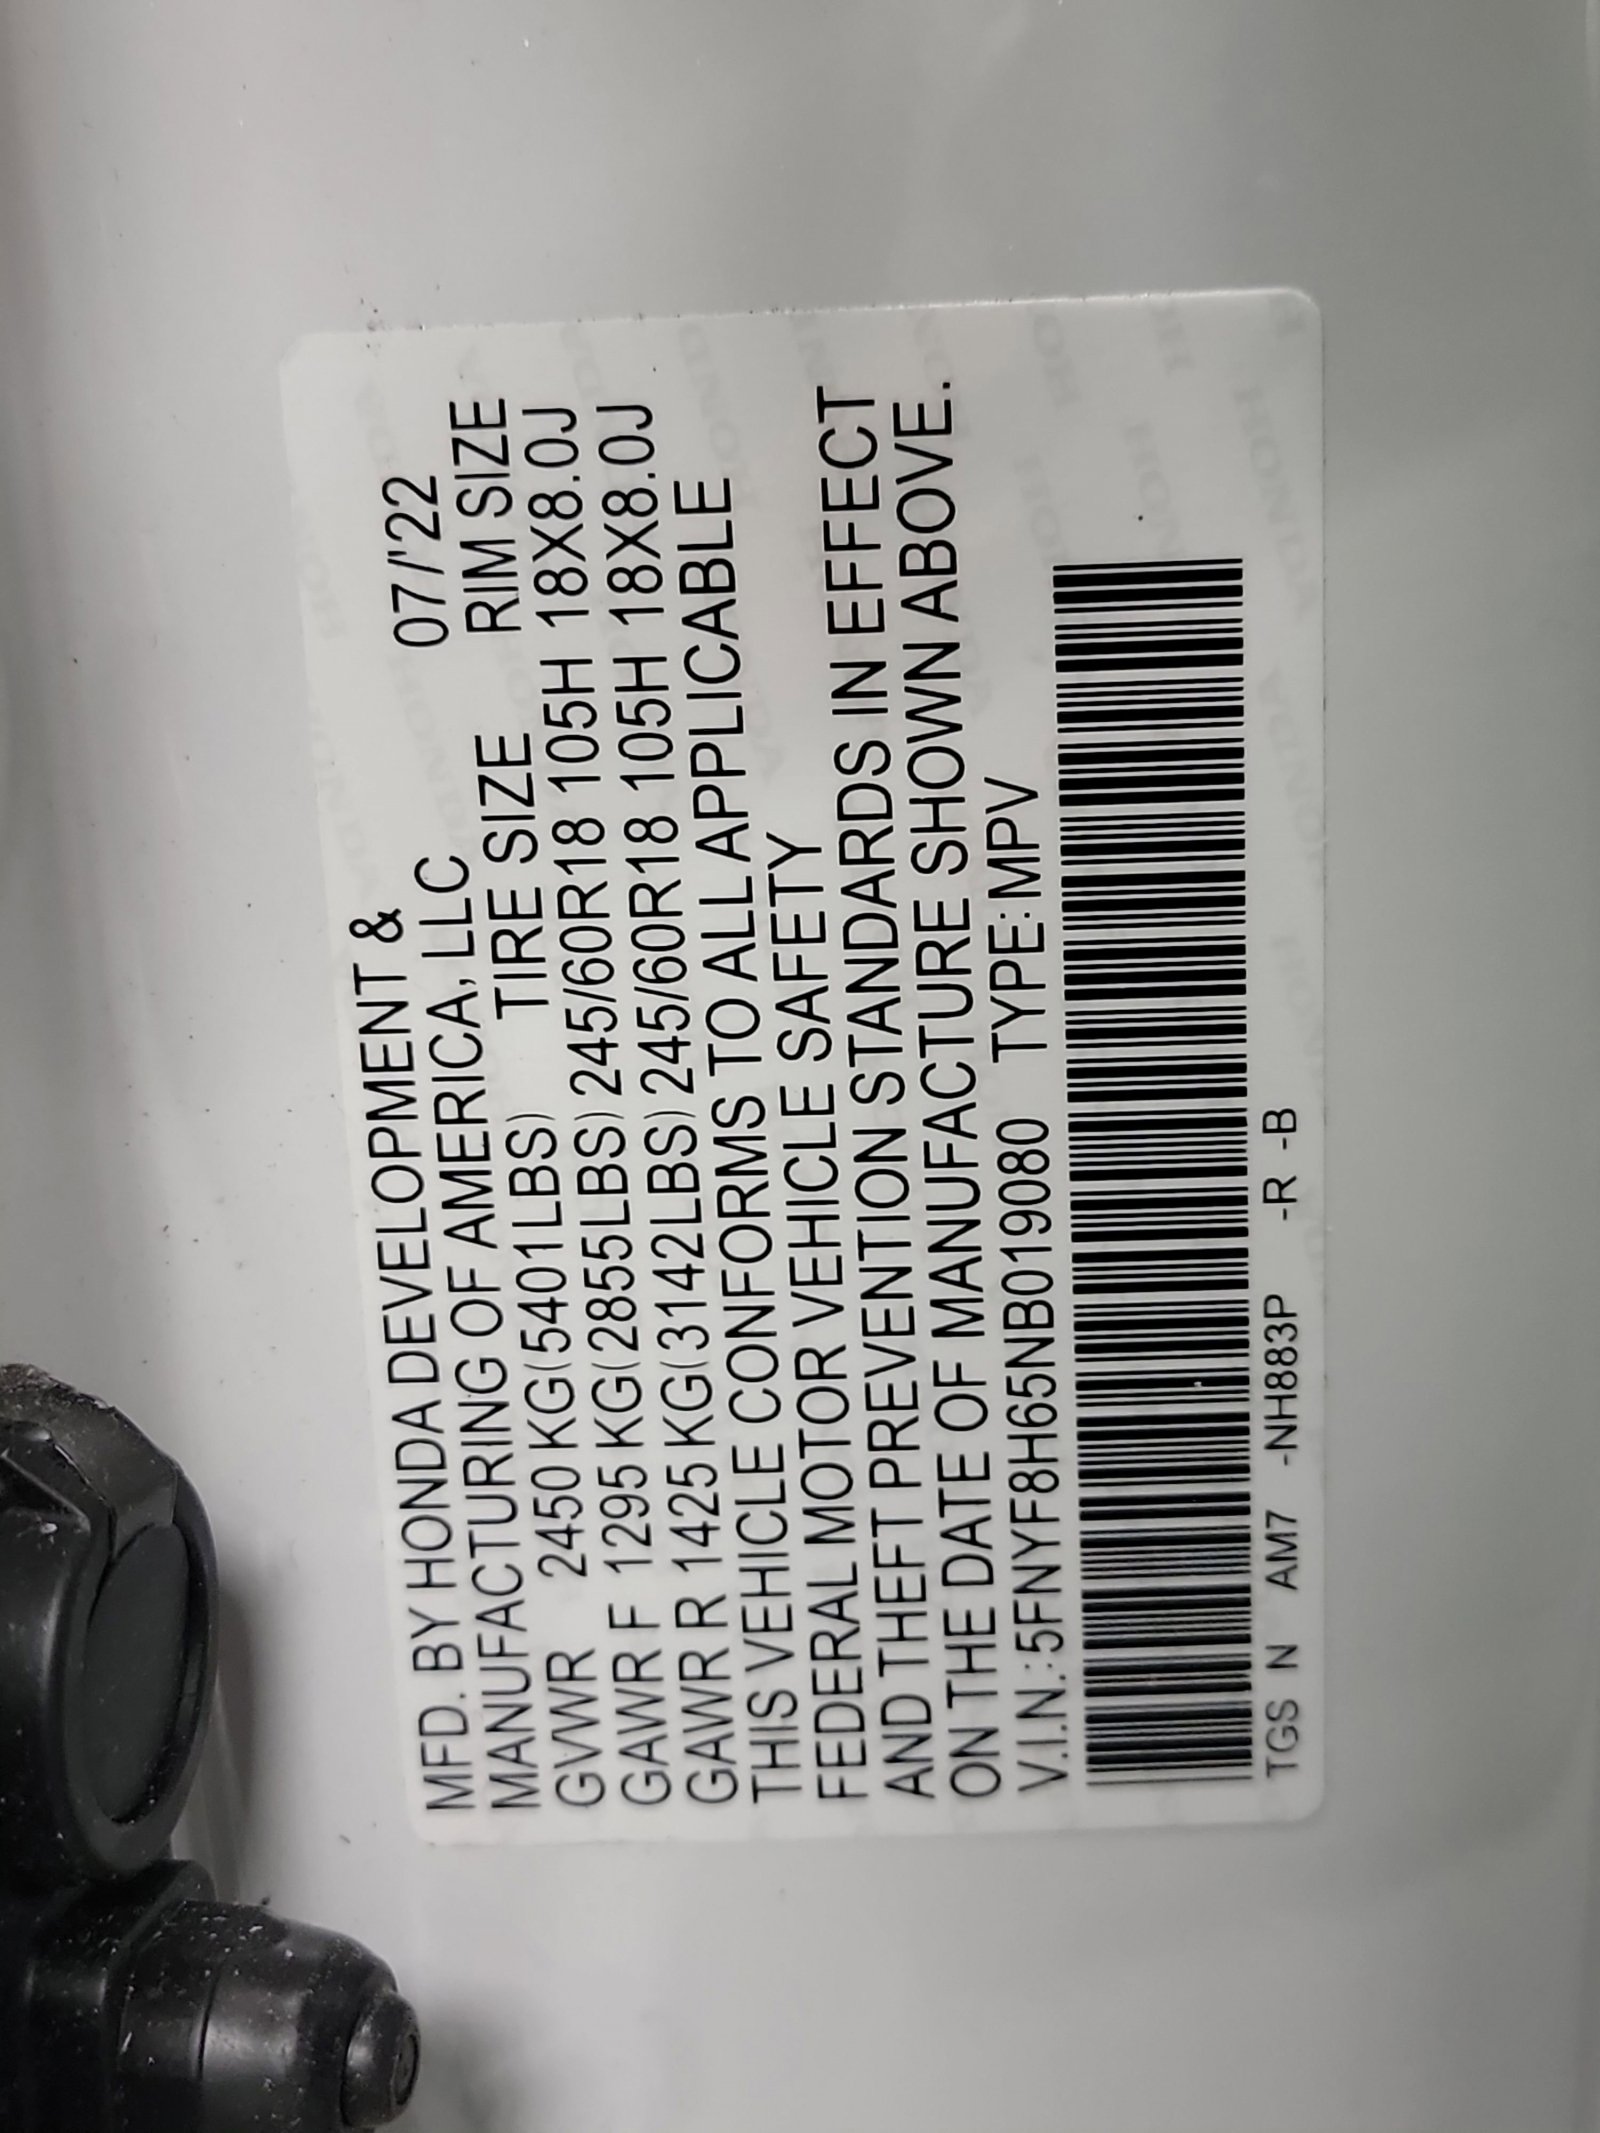 MFD. BY HONDA DEVELOPMENT &
MANUFACTURING OF AMERICA, LLC 07/'22
GVWR 2450 KG(5401LBS) TIRE SIZE RIM SIZE
GAWR F 1295 KG(2855LBS) 245/60R18 105H 18X8.0J
GAWR R 1425 KG(3142LBS) 245/60R18 105H 18X8.0J
THIS VEHICLE CONFORMS TO ALL APPLICABLE
FEDERAL MOTOR VEHICLE SAFETY
AND THEFT PREVENTION STANDARDS IN EFFECT
ON THE DATE OF MANUFACTURE SHOWN ABOVE.
V.I.N.:5FNYF8H65NB019080 TYPE:MPV
TGS N AM7 -NH883P -R -B